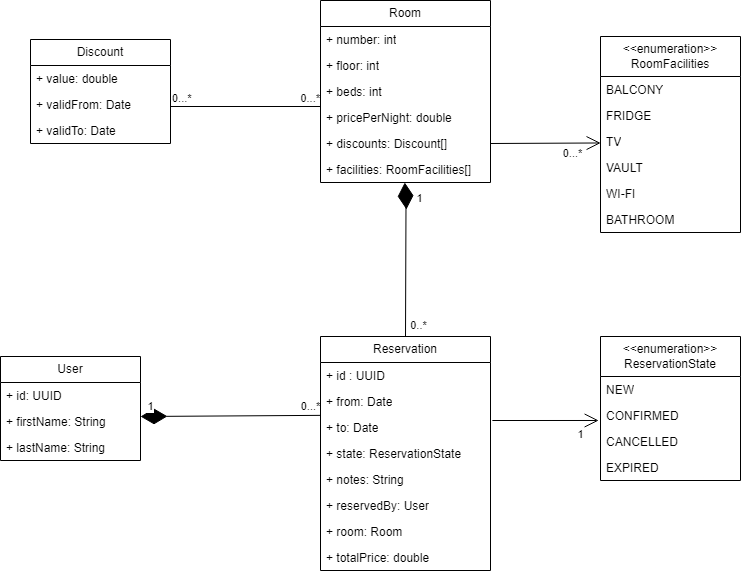 Room
+ number: int
+ floor: int
+ beds: int
+ pricePerNight: double
+ discounts: Discount[]
+ facilities: RoomFacilities[]
Discount
+ value: double
+ validFrom: Date
+ validTo: Date
0...*
0...*
<<enumeration>>
RoomFacilities
BALCONY
FRIDGE
TV
VAULT
WI-FI
BATHROOM
0...*
1
0..*
User
+ id: UUID
+ firstName: String
+ lastName: String
1
0...*
Reservation
+ id : UUID
+ from: Date
+ to: Date
+ state: ReservationState
+ notes: String
+ reservedBy: User
+ room: Room
+ totalPrice: double
<<enumeration>>
ReservationState
NEW
CONFIRMED
CANCELLED
EXPIRED
1